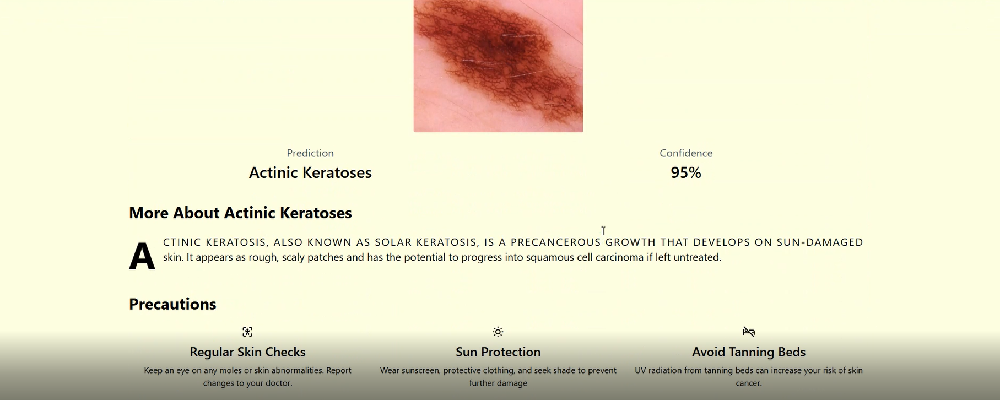 Prediction
Actinic Keratoses
Confidence
95%
More About Actinic Keratoses
ACTINIC KERATOSIS, ALSO KNOWN AS SOLAR KERATOSIS, IS A PRECANCEROUS GROWTH THAT DEVELOPS ON SUN-DAMAGED
skin. It appears as rough, scaly patches and has the potential to progress into squamous cell carcinoma if left untreated.
Precautions
Regular Skin Checks
Keep an eye on any moles or skin abnormalities. Report
changes to your doctor.
Sun Protection
Wear sunscreen, protective clothing, and seek shade to prevent
further damage
Avoid Tanning Beds
UV radiation from tanning beds can increase your risk of skin
cancer.